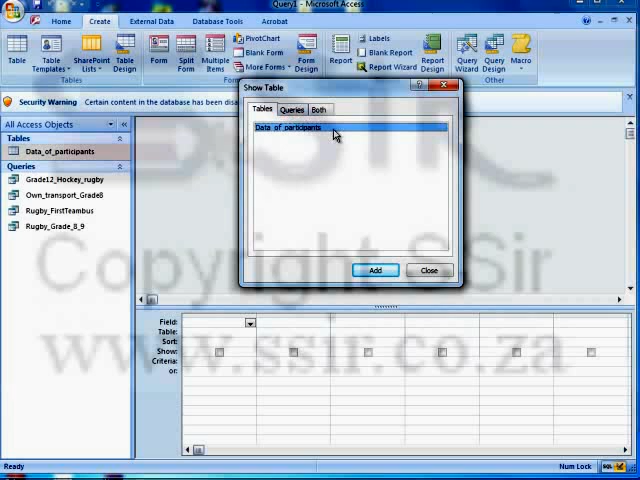 Query1 - Microsoft Access
Home Create External Data Database Tools Acrobat
Table Table Templates SharePoint Lists Table Design Form Split Form Multiple Items PivotChart Blank Form More Forms Form Design Report Labels Blank Report Report Wizard Report Design Query Wizard Query Design Macro
Tables Forms Other
Security Warning Certain content in the database has been
Show Table
Tables Queries Both
Data_of_participants
Add Close
All Access Objects
Tables
Data_of_participants
Queries
Grade12_Hockey_rugby
Own_transport_Grade8
Rugby_FirstTeambus
Rugby_Grade_8_9
Field:
Table:
Sort:
Show:
Criteria:
or:
Ready Num Lock SQL
SSir
Copyright SSir
www.ssir.co.za